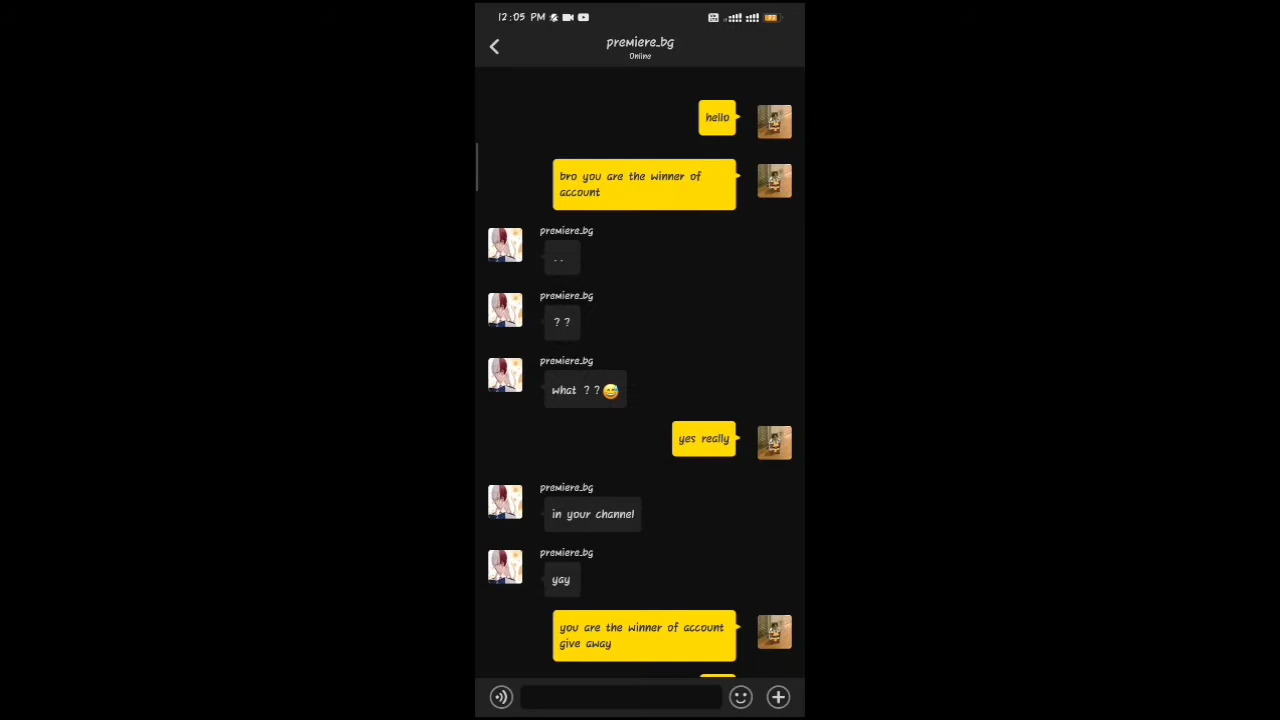 12:05 PM
premiere_bg
Online
hello
bro you are the winner of
account
premiere_bg
..
premiere_bg
??
premiere_bg
what ??😅
yes really
premiere_bg
in your channel
premiere_bg
yay
you are the winner of account
give away